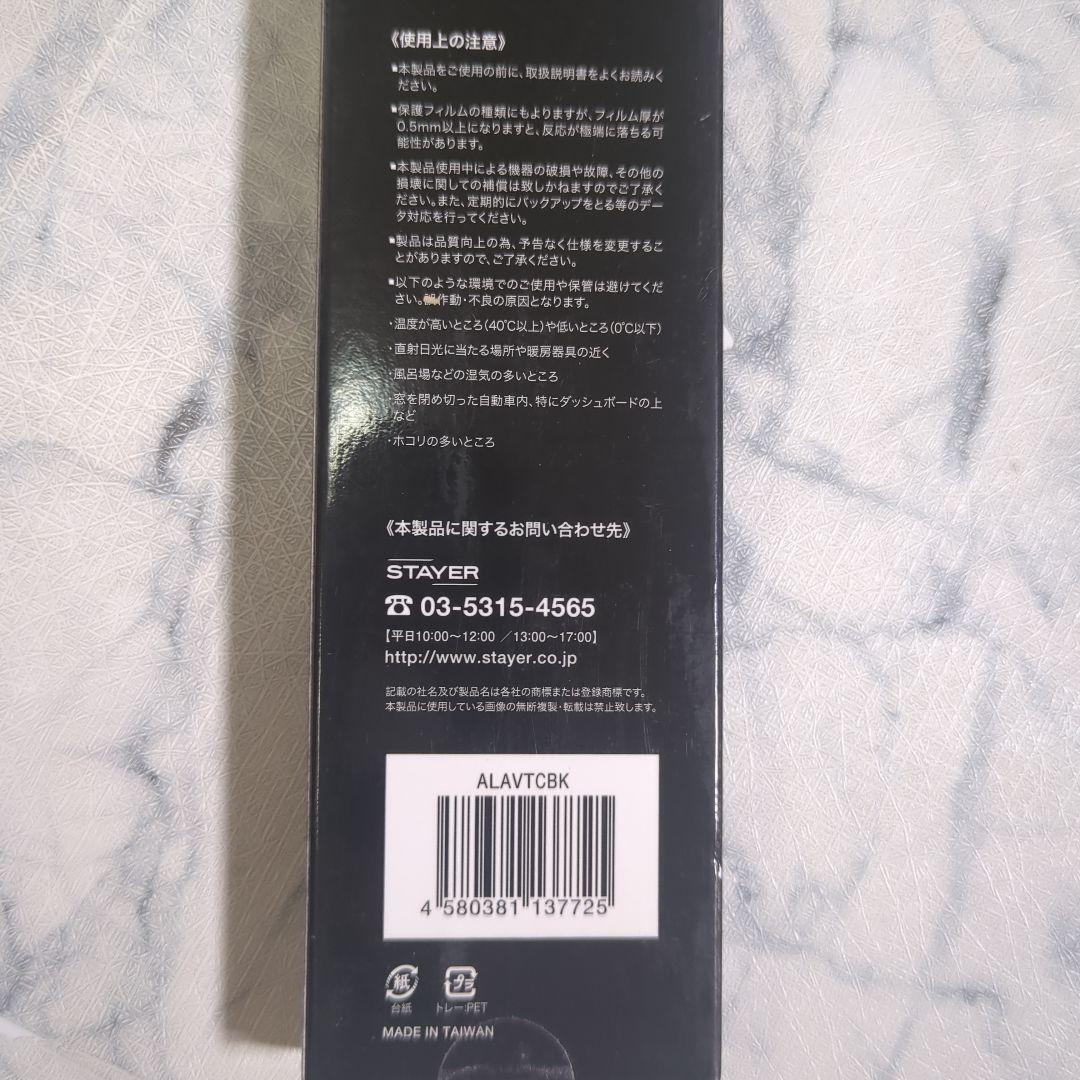 《使用上の注意》
■本製品をご使用の前に、取扱説明書をよくお読みく
ださい。
■保護フィルムの種類にもよりますが、フィルム厚が
0.5mm以上になりますと、反応が極端に落ちる可
能性があります。
■本製品使用中による機器の破損や故障、その他の
損壊に関しての補償は致しかねますのでご了承く
ださい。また、定期的にバックアップをとる等のデー
タ対応を行ってください。
■製品は品質向上の為、予告なく仕様を変更するこ
とがありますので、ご了承ください。
■以下のような環境でのご使用や保管は避けてくだ
さい。作動・不良の原因となります。
・温度が高いところ(40℃以上)や低いところ(0℃以下)
・直射日光に当たる場所や暖房器具の近く
・風呂場などの湿気の多いところ
・窓を閉め切った自動車内、特にダッシュボードの上
など
・ホコリの多いところ
《本製品に関するお問い合わせ先》
STAYER
☎ 03-5315-4565
【平日10:00〜12:00 ／13:00〜17:00】
http://www.stayer.co.jp
記載の社名及び製品名は各社の商標または登録商標です。
本製品に使用している画像の無断複製・転載は禁止致します。
ALAVTCBK
4 580381 137725
紙 プラ
台紙 トレー:PET
MADE IN TAIWAN